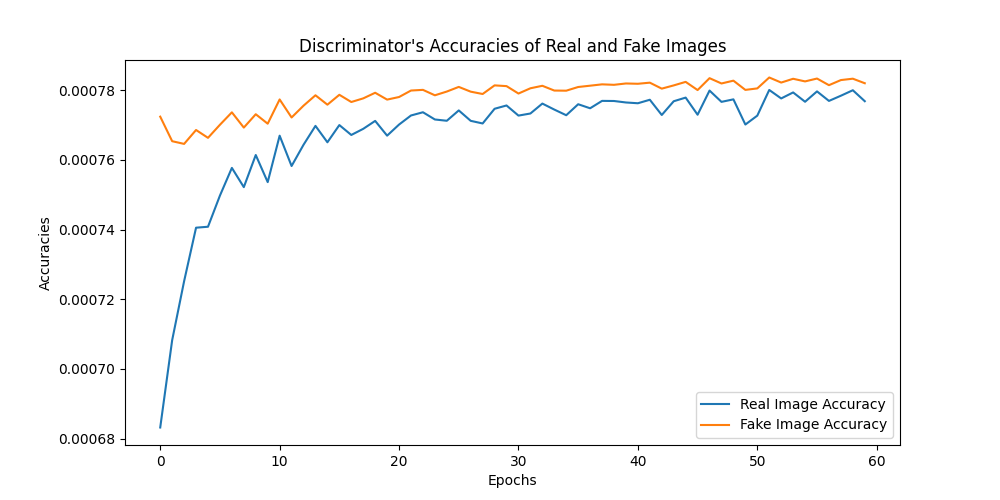 Discriminator's Accuracies of Real and Fake Images
Accuracies
0.00078
0.00076
0.00074
0.00072
0.00070
0.00068
0 10 20 30 40 50 60
Epochs
Real Image Accuracy
Fake Image Accuracy